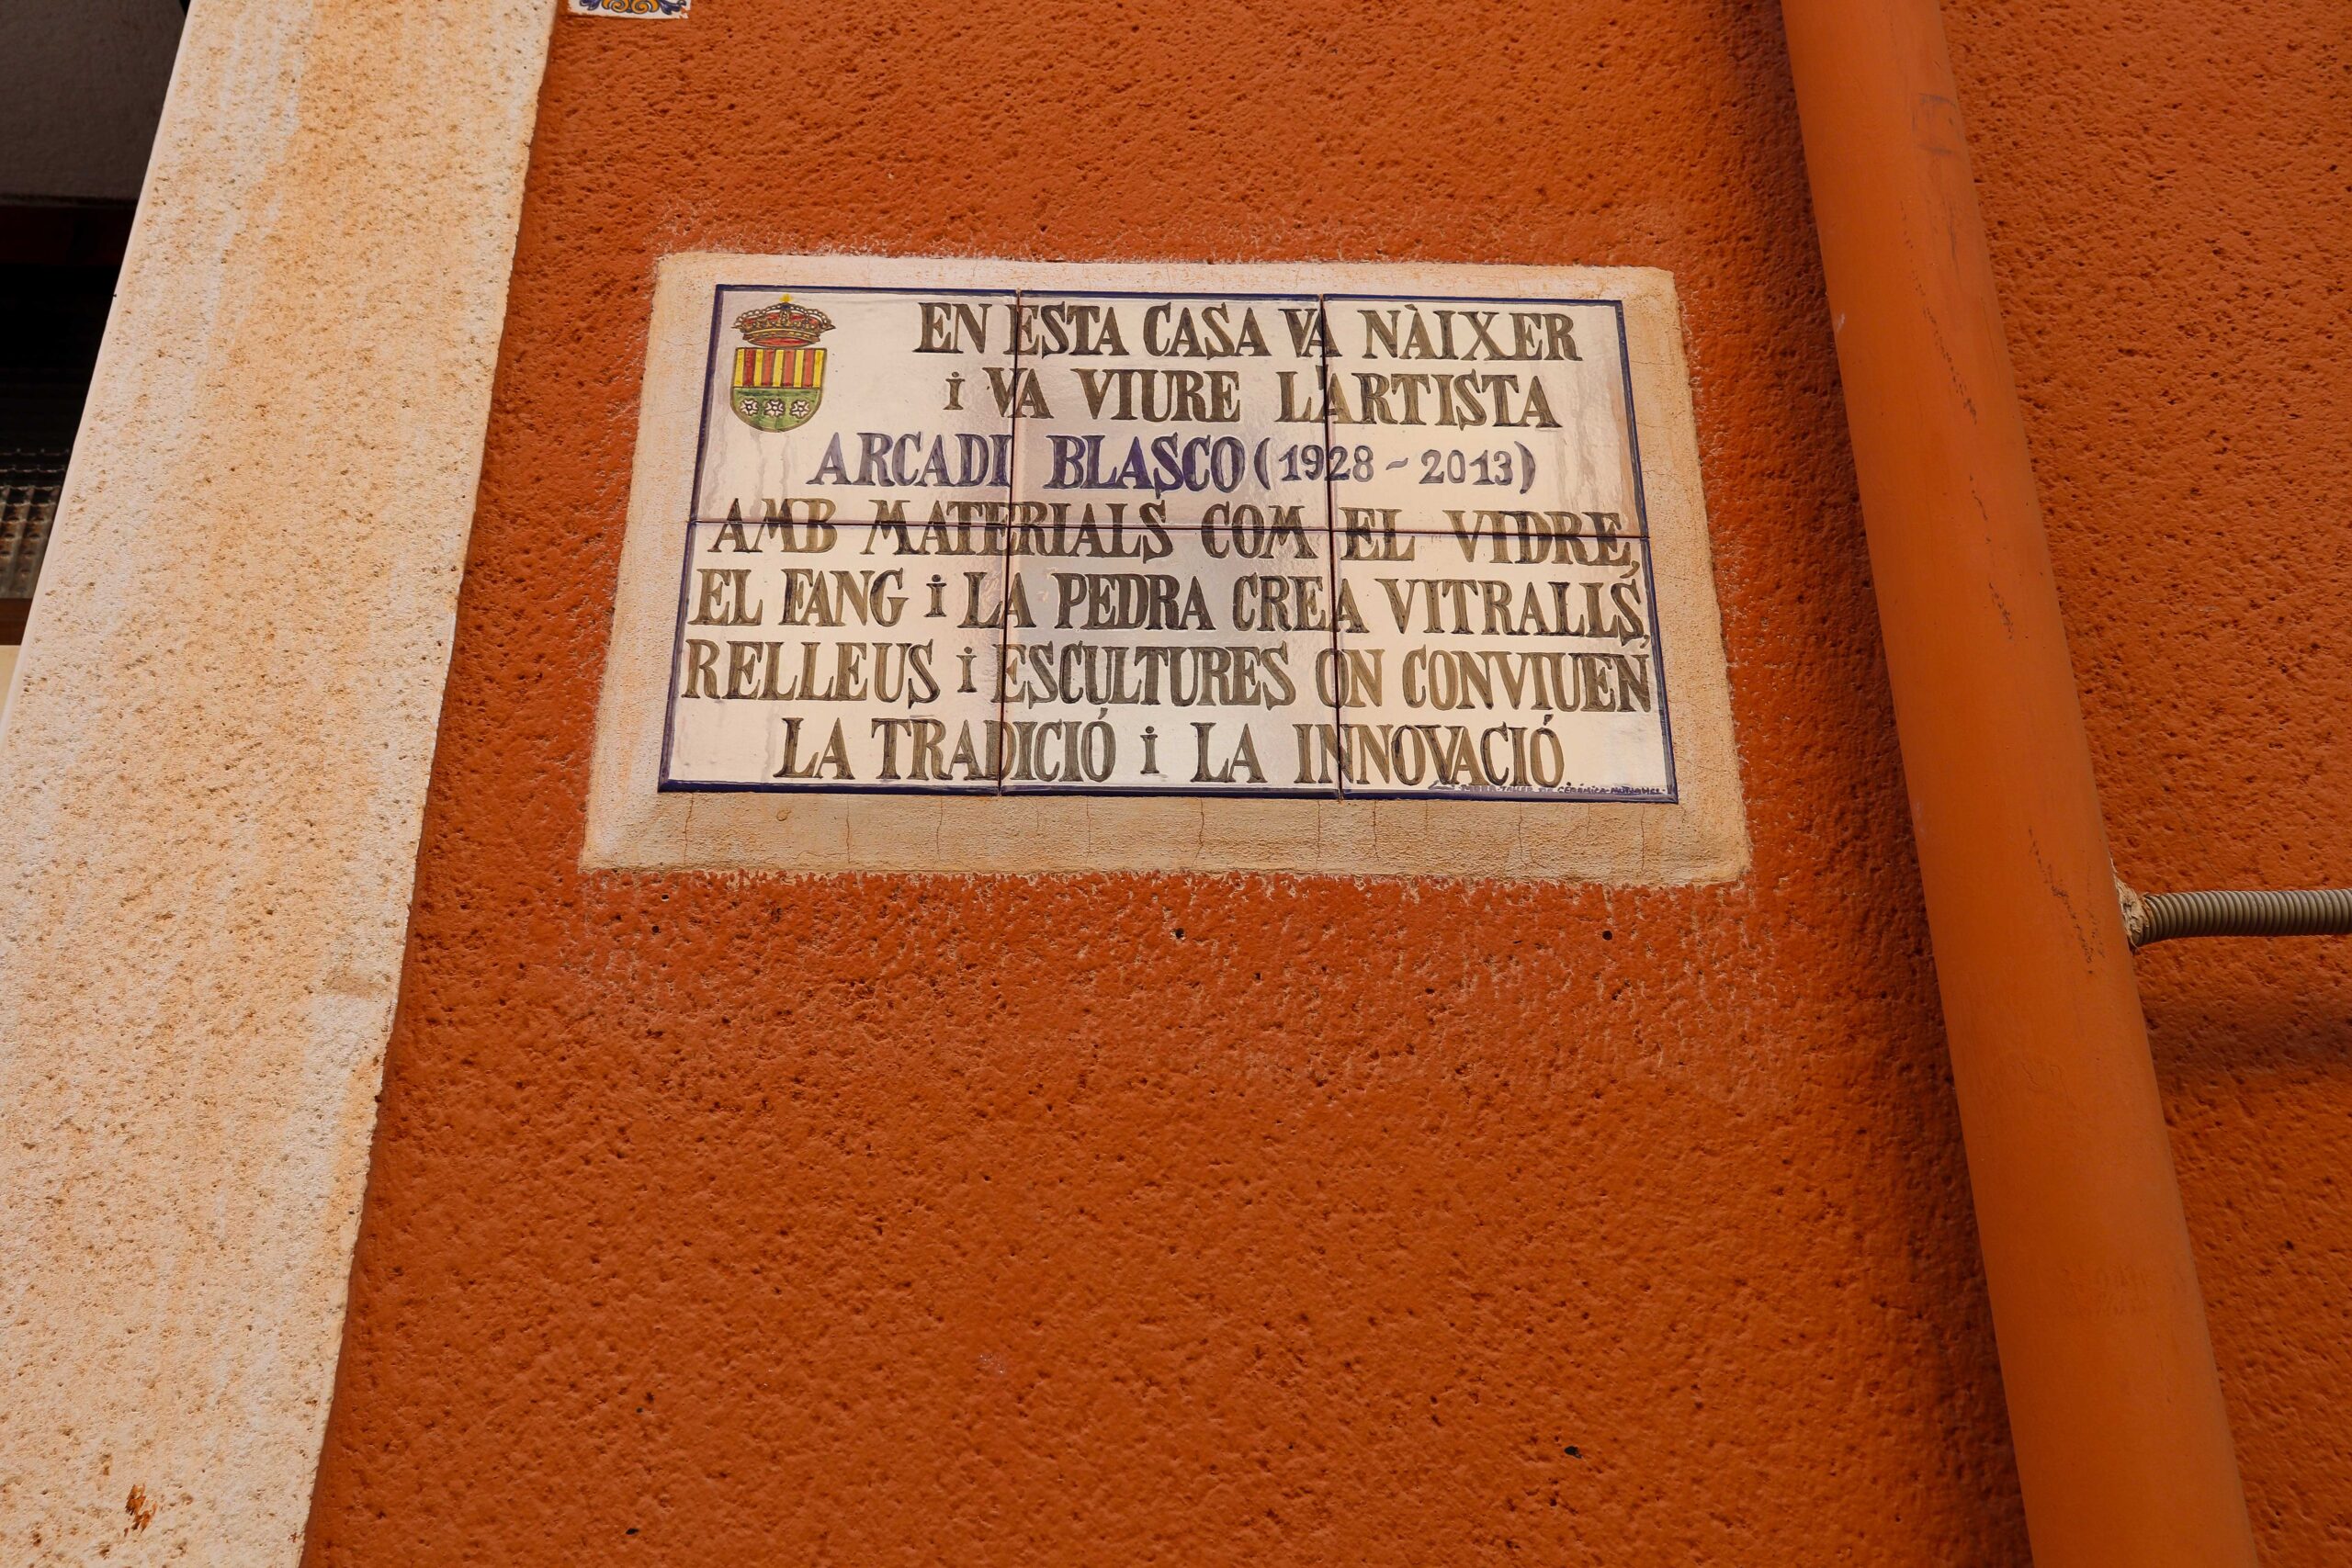 EN ESTA CASA VA NÀIXER
i VA VIURE L'ARTISTA
ARCADI BLASCO (1928 - 2013)
AMB MATERIALS COM EL VIDRE,
EL FANG i LA PEDRA CREA VITRALLS,
RELLEUS i ESCULTURES ON CONVIUEN
LA TRADICIÓ i LA INNOVACIÓ.
CERÀMICA